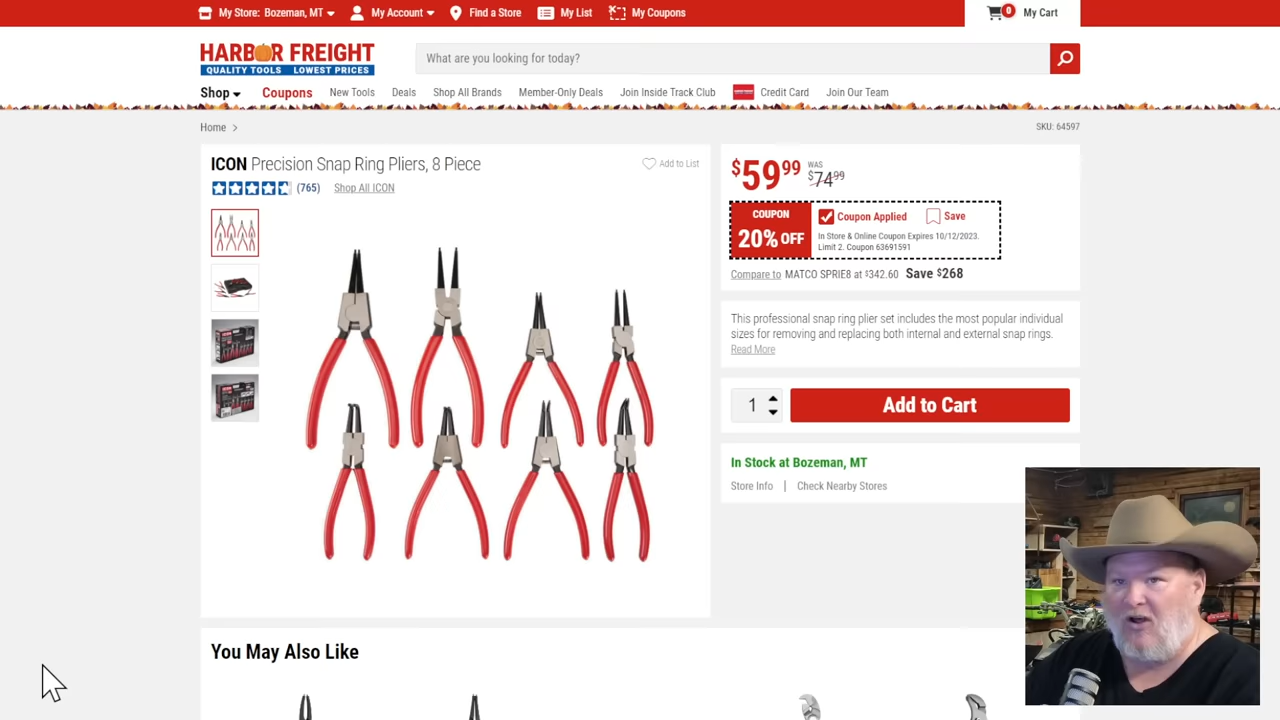 My Store: Bozeman, MT
My Account
Find a Store
My List
My Coupons
0
My Cart
HARBOR FREIGHT
QUALITY TOOLS LOWEST PRICES
What are you looking for today?
Shop
Coupons
New Tools
Deals
Shop All Brands
Member-Only Deals
Join Inside Track Club
Credit Card
Join Our Team
Home
SKU: 64597
ICON Precision Snap Ring Pliers, 8 Piece
Add to List
(765)
Shop All ICON
$59.99
WAS
$74.99
COUPON
20% OFF
Coupon Applied
Save
In Store & Online Coupon Expires 10/12/2023.
Limit 2. Coupon 63691591
Compare to MATCO SPRIE8 at $342.60 Save $268
This professional snap ring plier set includes the most popular individual
sizes for removing and replacing both internal and external snap rings.
Read More
1
Add to Cart
In Stock at Bozeman, MT
Store Info | Check Nearby Stores
You May Also Like